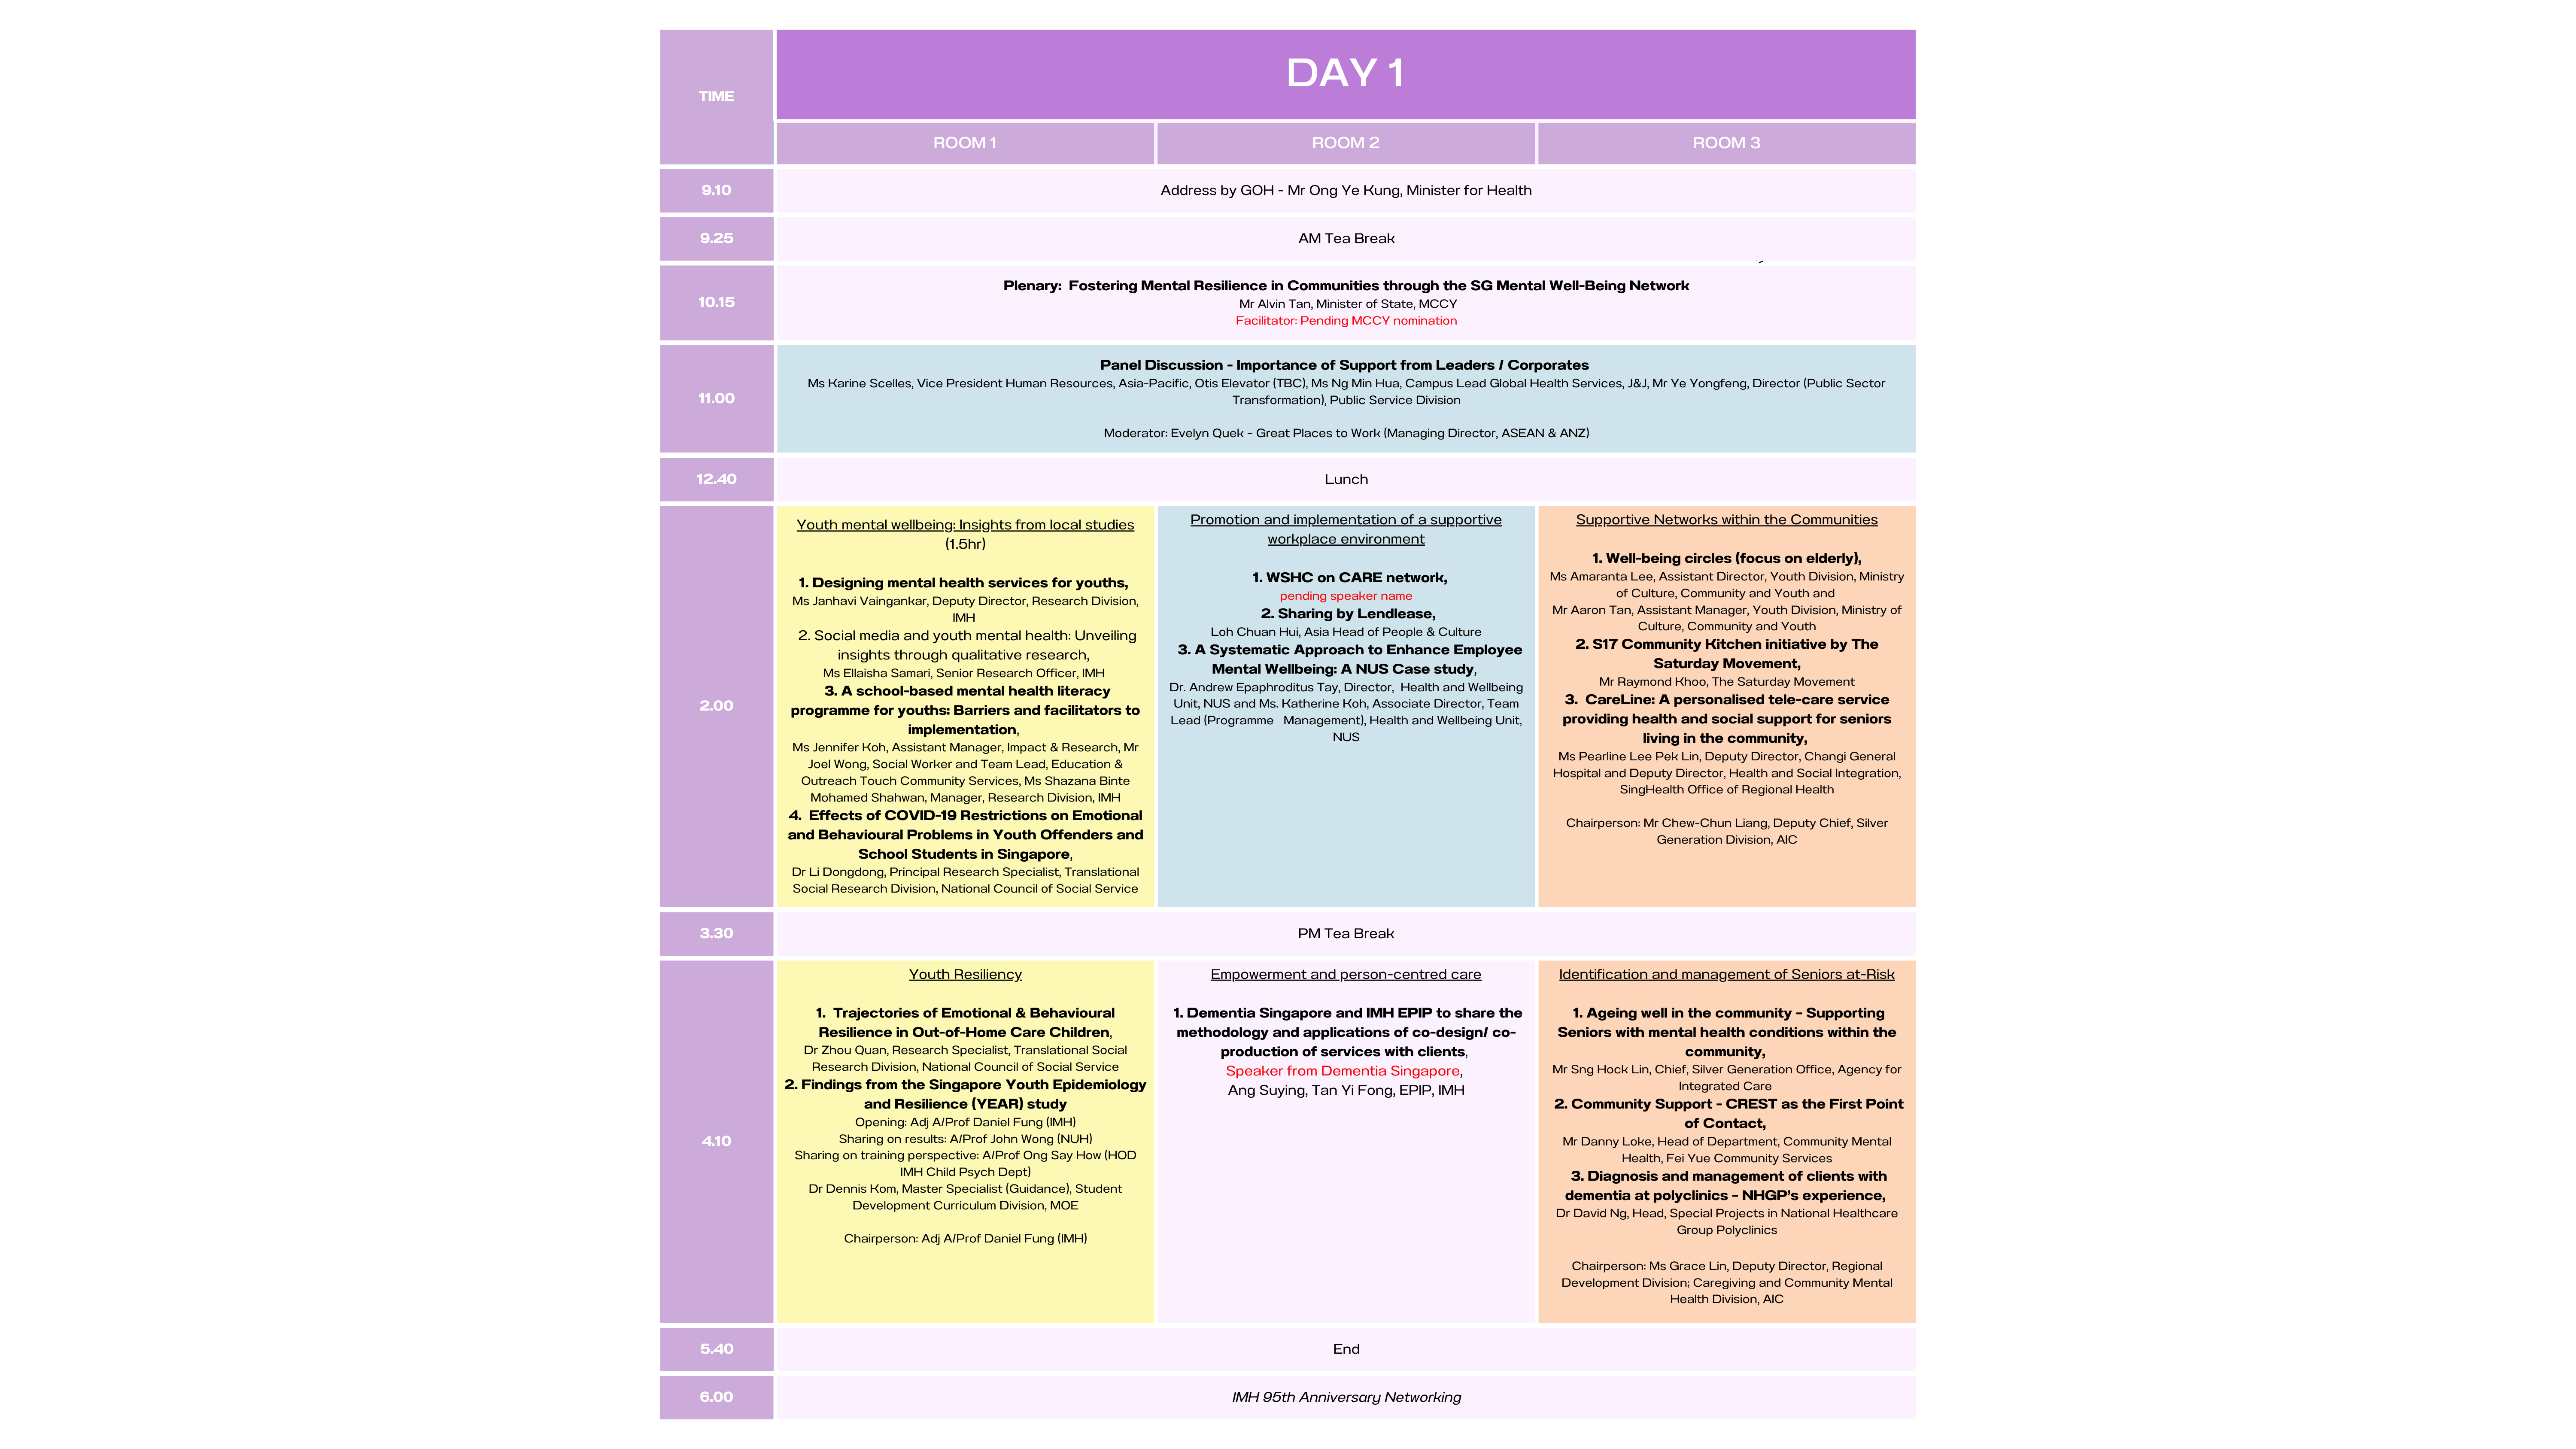 TIME
DAY 1
ROOM 1
ROOM 2
ROOM 3
9.10
Address by GOH - Mr Ong Ye Kung, Minister for Health
9.25
AM Tea Break
10.15
Plenary: Fostering Mental Resilience in Communities through the SG Mental Well-Being Network
Mr Alvin Tan, Minister of State, MCCY
Facilitator: Pending MCCY nomination
11.00
Panel Discussion - Importance of Support from Leaders / Corporates
Ms Karine Scelles, Vice President Human Resources, Asia-Pacific, Otis Elevator (TBC), Ms Ng Min Hua, Campus Lead Global Health Services, J&J, Mr Ye Yongfeng, Director (Public Sector
Transformation), Public Service Division
Moderator: Evelyn Quek - Great Places to Work (Managing Director, ASEAN & ANZ)
12.40
Lunch
2.00
Youth mental wellbeing: Insights from local studies
(1.5hr)
1. Designing mental health services for youths,
Ms Janhavi Vaingankar, Deputy Director, Research Division,
IMH
2. Social media and youth mental health: Unveiling
insights through qualitative research,
Ms Ellaisha Samari, Senior Research Officer, IMH
3. A school-based mental health literacy
programme for youths: Barriers and facilitators to
implementation,
Ms Jennifer Koh, Assistant Manager, Impact & Research, Mr
Joel Wong, Social Worker and Team Lead, Education &
Outreach Touch Community Services, Ms Shazana Binte
Mohamed Shahwan, Manager, Research Division, IMH
4. Effects of COVID-19 Restrictions on Emotional
and Behavioural Problems in Youth Offenders and
School Students in Singapore,
Dr Li Dongdong, Principal Research Specialist, Translational
Social Research Division, National Council of Social Service
Promotion and implementation of a supportive
workplace environment
1. WSHC on CARE network,
pending speaker name
2. Sharing by Lendlease,
Loh Chuan Hui, Asia Head of People & Culture
3. A Systematic Approach to Enhance Employee
Mental Wellbeing: A NUS Case study,
Dr. Andrew Epaphroditus Tay, Director, Health and Wellbeing
Unit, NUS and Ms. Katherine Koh, Associate Director, Team
Lead (Programme Management), Health and Wellbeing Unit,
NUS
Supportive Networks within the Communities
1. Well-being circles (focus on elderly),
Ms Amaranta Lee, Assistant Director, Youth Division, Ministry
of Culture, Community and Youth and
Mr Aaron Tan, Assistant Manager, Youth Division, Ministry of
Culture, Community and Youth
2. S17 Community Kitchen initiative by The
Saturday Movement,
Mr Raymond Khoo, The Saturday Movement
3. CareLine: A personalised tele-care service
providing health and social support for seniors
living in the community,
Ms Pearline Lee Pek Lin, Deputy Director, Changi General
Hospital and Deputy Director, Health and Social Integration,
SingHealth Office of Regional Health
Chairperson: Mr Chew-Chun Liang, Deputy Chief, Silver
Generation Division, AIC
3.30
PM Tea Break
4.10
Youth Resiliency
1. Trajectories of Emotional & Behavioural
Resilience in Out-of-Home Care Children,
Dr Zhou Quan, Research Specialist, Translational Social
Research Division, National Council of Social Service
2. Findings from the Singapore Youth Epidemiology
and Resilience (YEAR) study
Opening: Adj A/Prof Daniel Fung (IMH)
Sharing on results: A/Prof John Wong (NUH)
Sharing on training perspective: A/Prof Ong Say How (HOD
IMH Child Psych Dept)
Dr Dennis Kom, Master Specialist (Guidance), Student
Development Curriculum Division, MOE
Chairperson: Adj A/Prof Daniel Fung (IMH)
Empowerment and person-centred care
1. Dementia Singapore and IMH EPIP to share the
methodology and applications of co-design/ co-
production of services with clients,
Speaker from Dementia Singapore,
Ang Suying, Tan Yi Fong, EPIP, IMH
Identification and management of Seniors at-Risk
1. Ageing well in the community - Supporting
Seniors with mental health conditions within the
community,
Mr Sng Hock Lin, Chief, Silver Generation Office, Agency for
Integrated Care
2. Community Support - CREST as the First Point
of Contact,
Mr Danny Loke, Head of Department, Community Mental
Health, Fei Yue Community Services
3. Diagnosis and management of clients with
dementia at polyclinics - NHGP's experience,
Dr David Ng, Head, Special Projects in National Healthcare
Group Polyclinics
Chairperson: Ms Grace Lin, Deputy Director, Regional
Development Division; Caregiving and Community Mental
Health Division, AIC
5.40
End
6.00
IMH 95th Anniversary Networking